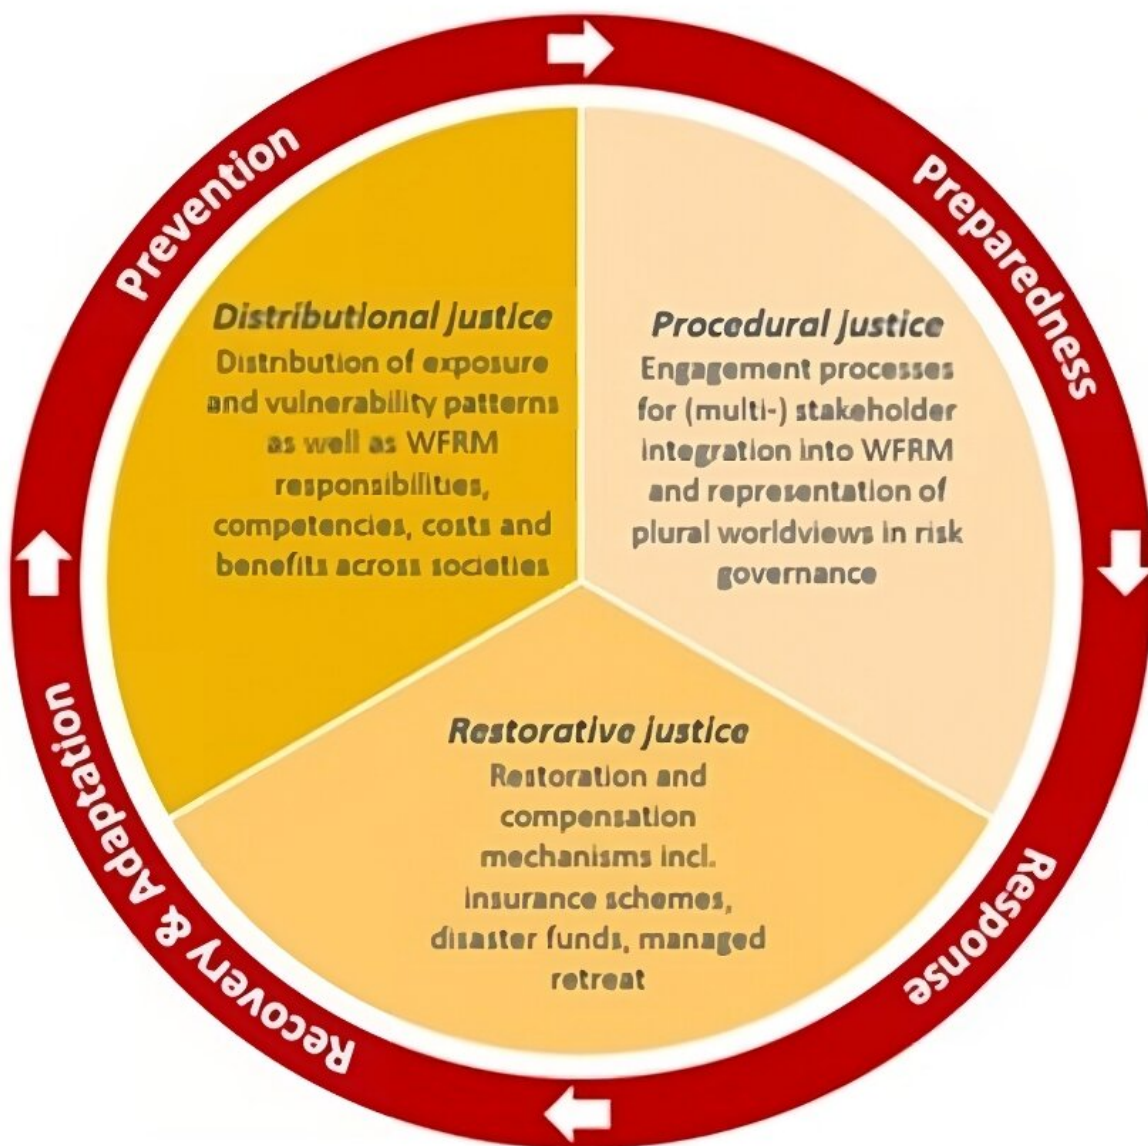 Prevention
Preparedness
Response
Recovery & Adaptation
Distributional justice
Distribution of exposure
and vulnerability patterns
as well as WFRM
responsibilities,
competencies, costs and
benefits across societies
Procedural justice
Engagement processes
for (multi-) stakeholder
integration into WFRM
and representation of
plural worldviews in risk
governance
Restorative justice
Restoration and
compensation
mechanisms incl.
insurance schemes,
disaster funds, managed
retreat